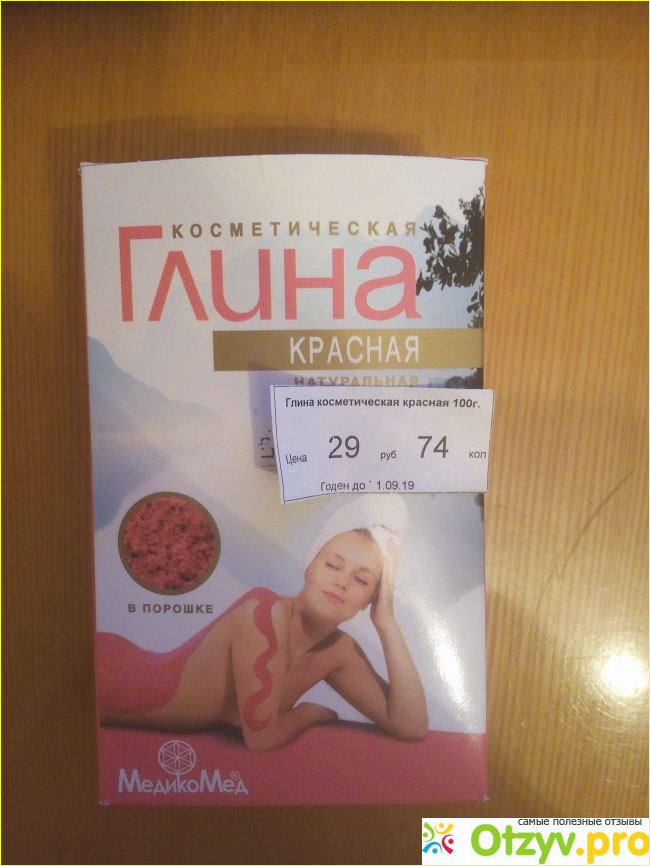 КОСМЕТИЧЕСКАЯ
Глина
КРАСНАЯ
НАТУРАЛЬНАЯ
Глина косметическая красная 100г.
Цена 29 руб 74 коп
Годен до 1.09.19
В ПОРОШКЕ
МедикоМед®
самые полезные отзывы
Otzyv.pro